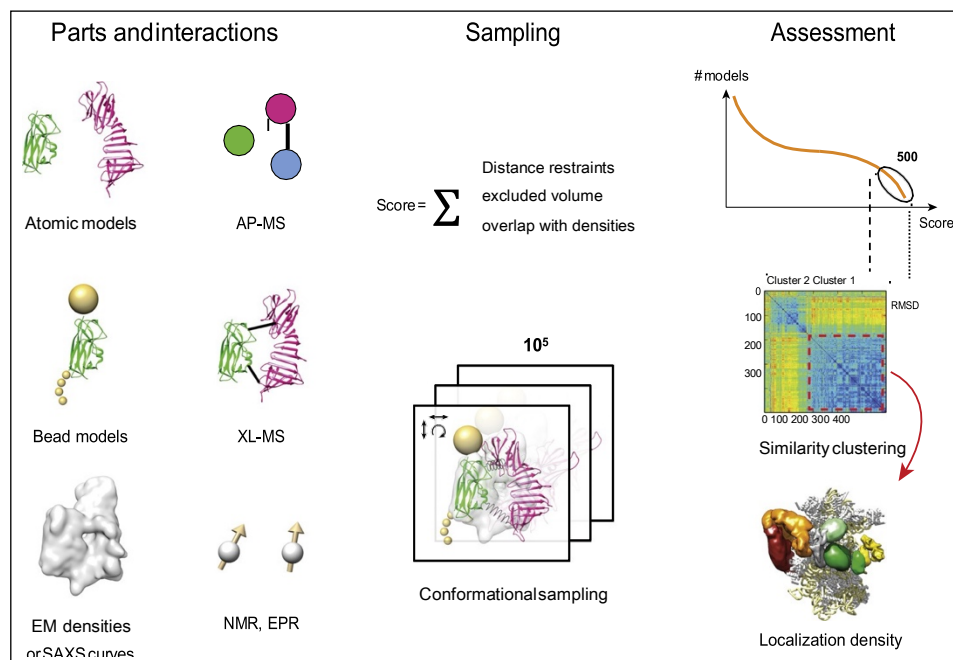 Parts andinteractions
Atomic models
AP-MS
Bead models
XL-MS
EM densities
or SAXS curves
NMR, EPR
Sampling
Score = Σ
Distance restraints
excluded volume
overlap with densities
10⁵
Conformationalsampling
Assessment
# models
500
Score
Cluster 2 Cluster 1
RMSD
0
100
200
300
0 100 200 300 400
Similarity clustering
Localization density